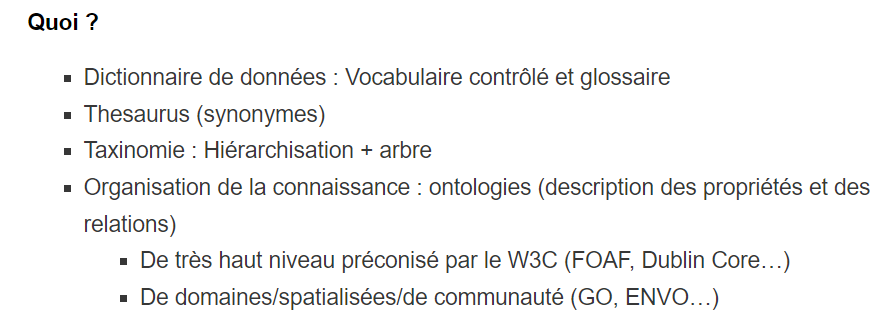 Quoi ?
▪ Dictionnaire de données : Vocabulaire contrôlé et glossaire
▪ Thesaurus (synonymes)
▪ Taxinomie : Hiérarchisation + arbre
▪ Organisation de la connaissance : ontologies (description des propriétés et des
relations)
▪ De très haut niveau préconisé par le W3C (FOAF, Dublin Core…)
▪ De domaines/spatialisées/de communauté (GO, ENVO…)